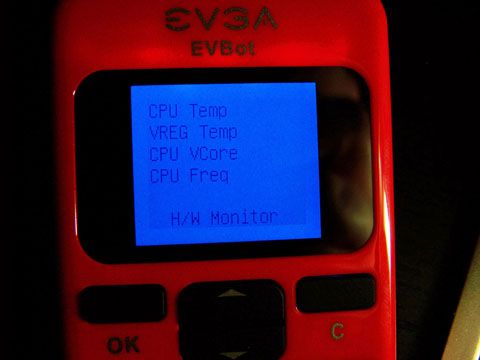 EVGA
EVBot
CPU Temp
VREG Temp
CPU VCore
CPU Freq
H/W Monitor
OK
C